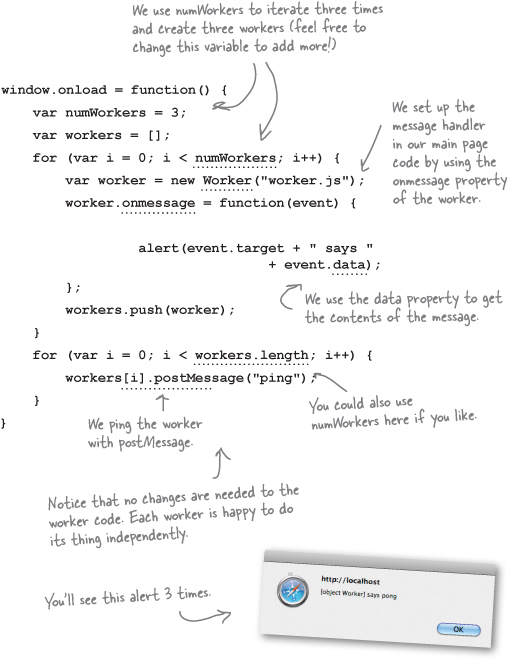 We use numWorkers to iterate three times
and create three workers (feel free to
change this variable to add more!)
window.onload = function() {
var numWorkers = 3;
var workers = [];
for (var i = 0; i < numWorkers; i++) {
var worker = new Worker("worker.js");
worker.onmessage = function(event) {
We set up the
message handler
in our main page
code by using the
onmessage property
of the worker.
alert(event.target + " says "
+ event.data);
};
workers.push(worker);
}
We use the data property to get
the contents of the message.
for (var i = 0; i < workers.length; i++) {
workers[i].postMessage("ping");
}
}
We ping the worker
with postMessage.
You could also use
numWorkers here if you like.
Notice that no changes are needed to the
worker code. Each worker is happy to do
its thing independently.
You'll see this alert 3 times.
http://localhost
[object Worker] says pong
OK